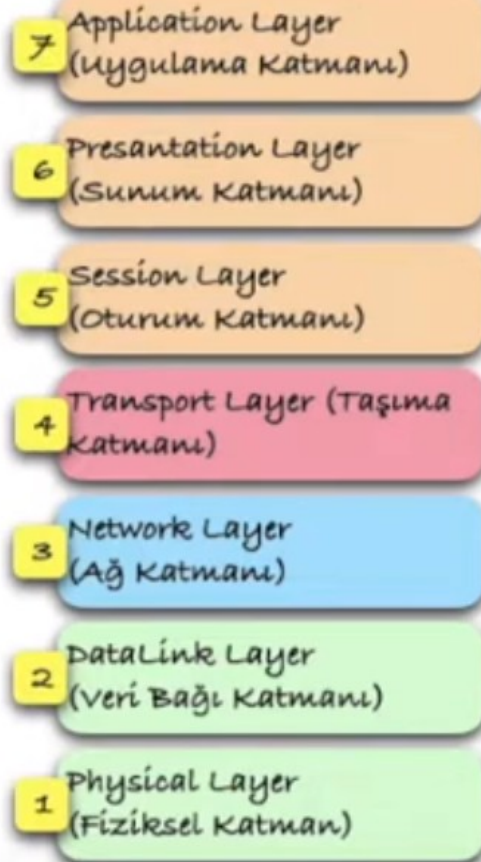 7 Application Layer
(Uygulama Katmanı)
6 Presantation Layer
(Sunum Katmanı)
5 Session Layer
(Oturum Katmanı)
4 Transport Layer (Taşıma
Katmanı)
3 Network Layer
(Ağ Katmanı)
2 DataLink Layer
(Veri Bağı Katmanı)
1 Physical Layer
(Fiziksel Katman)